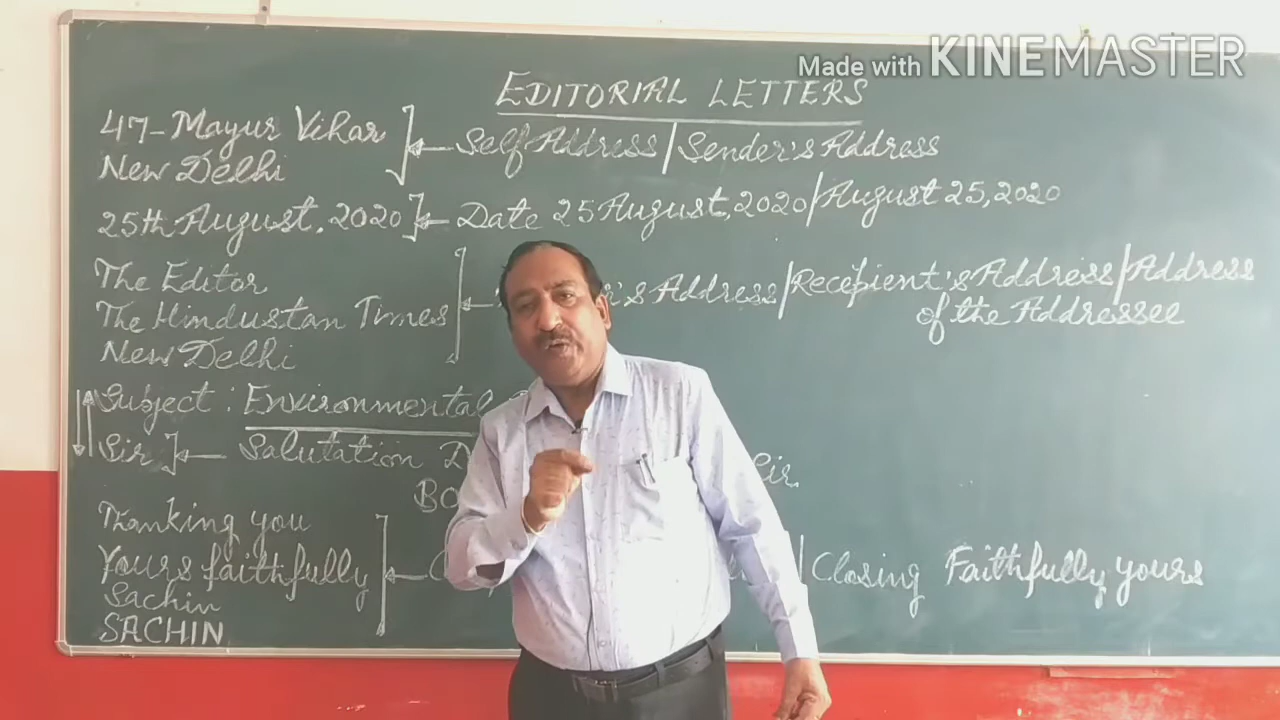 Made with KINEMASTER
EDITORIAL LETTERS
47-Mayur Vihar
New Delhi
Self Address/Sender's Address
25th August, 2020
Date 25 August, 2020/August 25, 2020
The Editor
The Hindustan Times
New Delhi
's Address/Recipient's Address/Address
of the Addressee
Subject: Environmental
Sir
Salutation D
Sir.
BO
Thanking you
Yours faithfully
Closing Faithfully yours
Sachin
SACHIN